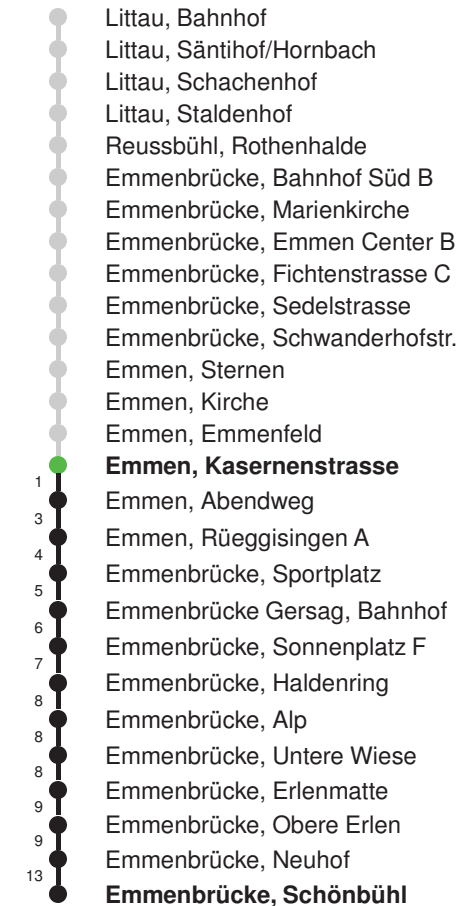 Littau, Bahnhof
Littau, Säntihof/Hornbach
Littau, Schachenhof
Littau, Staldenhof
Reussbühl, Rothenhalde
Emmenbrücke, Bahnhof Süd B
Emmenbrücke, Marienkirche
Emmenbrücke, Emmen Center B
Emmenbrücke, Fichtenstrasse C
Emmenbrücke, Sedelstrasse
Emmenbrücke, Schwanderhofstr.
Emmen, Sternen
Emmen, Kirche
Emmen, Emmenfeld
Emmen, Kasernenstrasse
1
Emmen, Abendweg
3
Emmen, Rüeggisingen A
4
Emmenbrücke, Sportplatz
5
Emmenbrücke Gersag, Bahnhof
6
Emmenbrücke, Sonnenplatz F
7
Emmenbrücke, Haldenring
8
Emmenbrücke, Alp
8
Emmenbrücke, Untere Wiese
8
Emmenbrücke, Erlenmatte
9
Emmenbrücke, Obere Erlen
9
Emmenbrücke, Neuhof
13
Emmenbrücke, Schönbühl